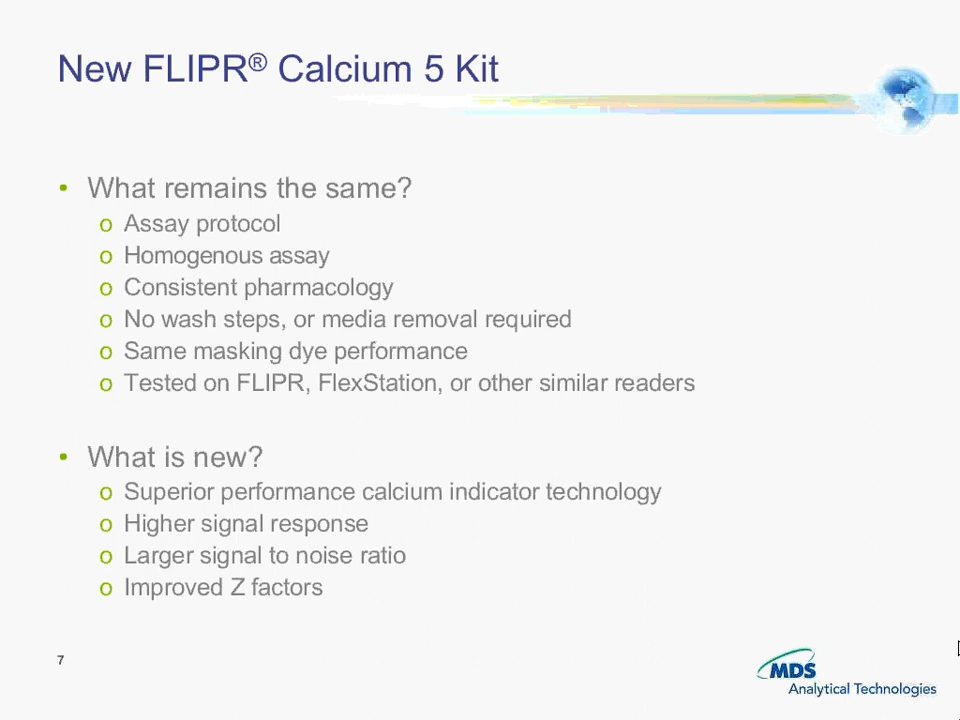 New FLIPR® Calcium 5 Kit
• What remains the same?
o Assay protocol
o Homogenous assay
o Consistent pharmacology
o No wash steps, or media removal required
o Same masking dye performance
o Tested on FLIPR, FlexStation, or other similar readers
• What is new?
o Superior performance calcium indicator technology
o Higher signal response
o Larger signal to noise ratio
o Improved Z factors
7
MDS
Analytical Technologies